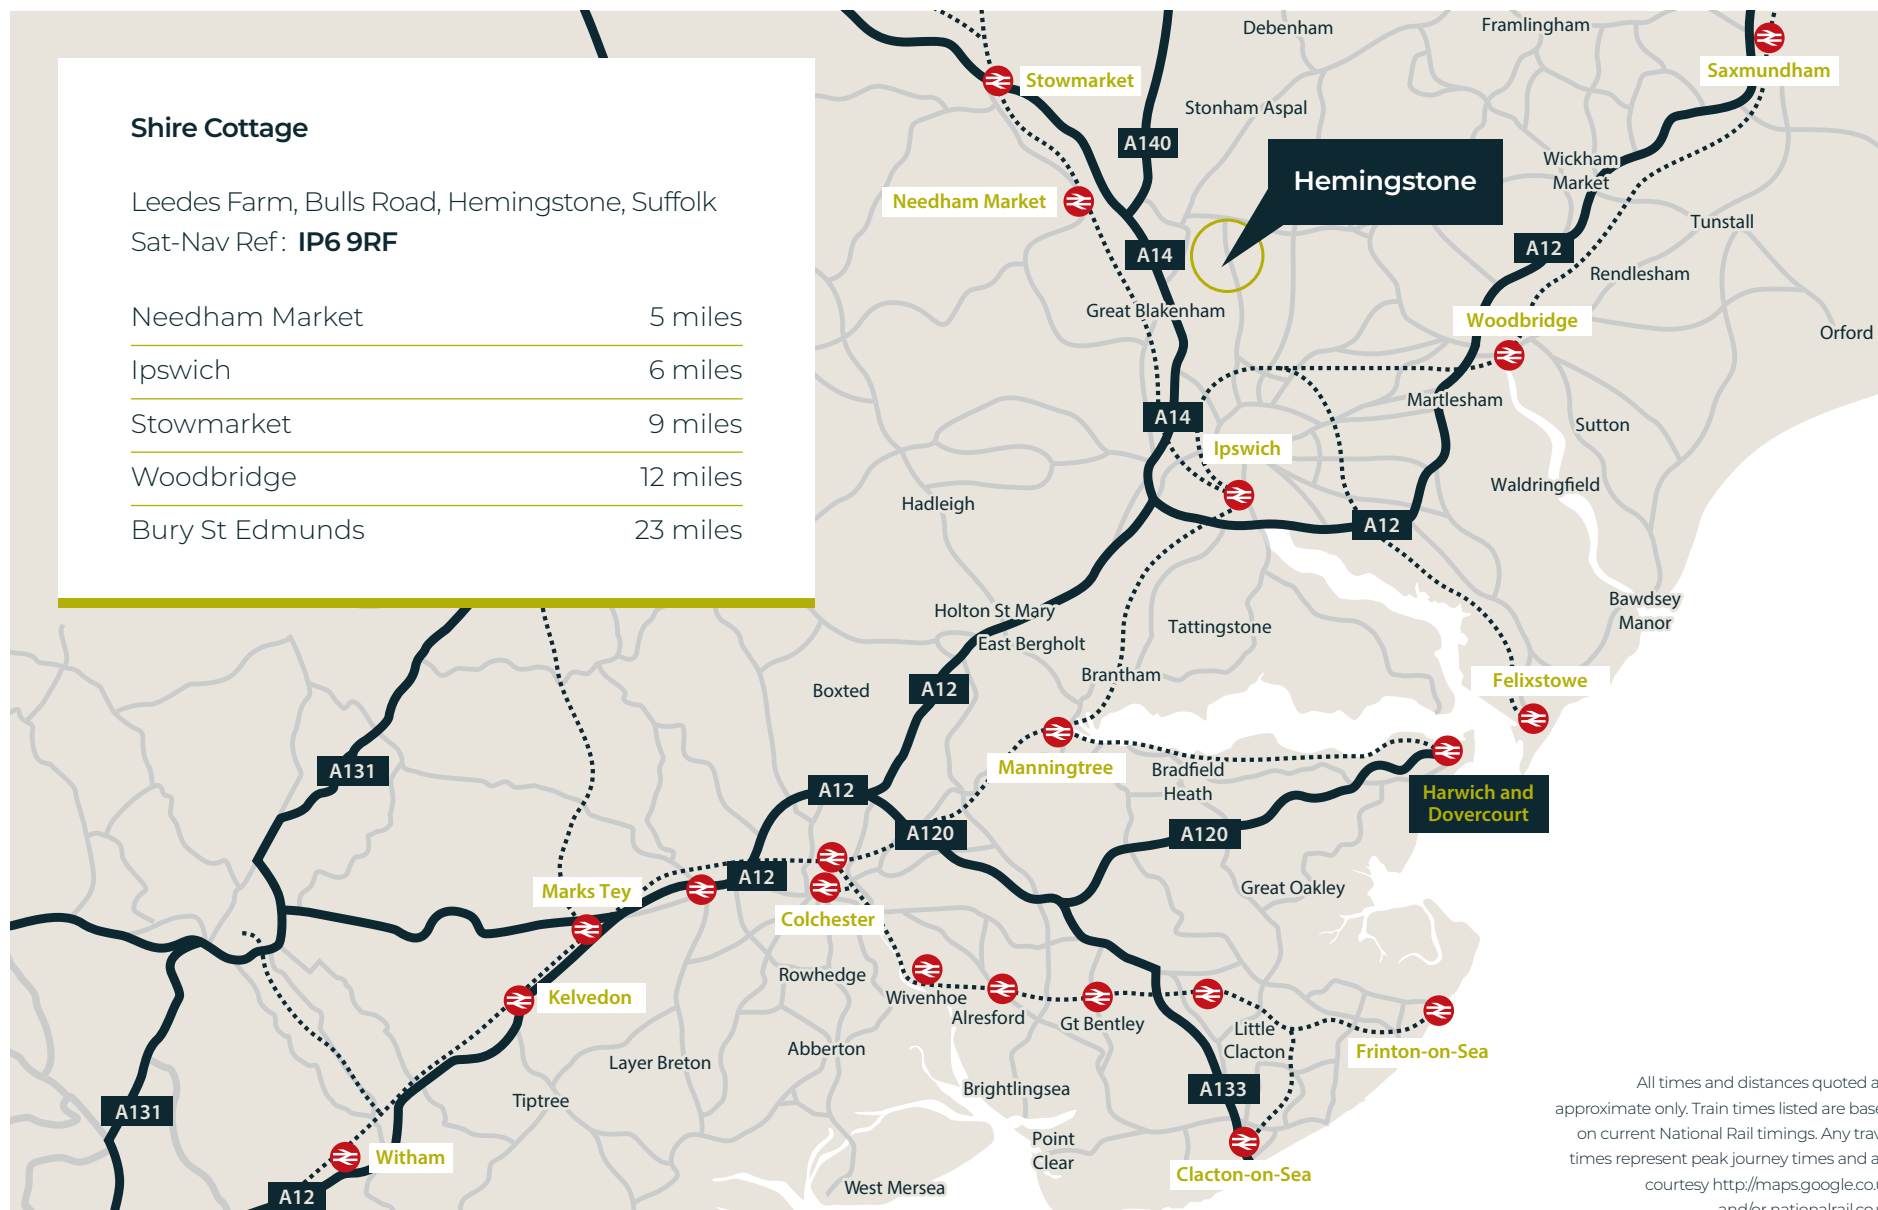 Shire Cottage
Leedes Farm, Bulls Road, Hemingstone, Suffolk
Sat-Nav Ref : IP6 9RF
Needham Market 5 miles
Ipswich 6 miles
Stowmarket 9 miles
Woodbridge 12 miles
Bury St Edmunds 23 miles
Debenham
Framlingham
Saxmundham
Stowmarket
Stonham Aspal
A140
Wickham
Market
Hemingstone
Needham Market
Tunstall
A14
A12
Rendlesham
Great Blakenham
Woodbridge
Orford
Martlesham
A14
Sutton
Ipswich
Waldringfield
Hadleigh
A12
Bawdsey
Manor
Holton St Mary
East Bergholt
Tattingstone
Brantham
Felixstowe
Boxted
A12
Manningtree
Bradfield
Heath
A131
A12
Harwich and
Dovercourt
A120
A120
A12
Marks Tey
Great Oakley
Colchester
Rowhedge
Kelvedon
Wivenhoe
Alresford
Gt Bentley
Little
Clacton
Frinton-on-Sea
Abberton
Layer Breton
Brightlingsea
A133
Tiptree
A131
Point
Clear
Witham
Clacton-on-Sea
West Mersea
A12
All times and distances quoted a
approximate only. Train times listed are base
on current National Rail timings. Any trav
times represent peak journey times and a
courtesy http://maps.google.co.u
and/or nationalrail.co.u